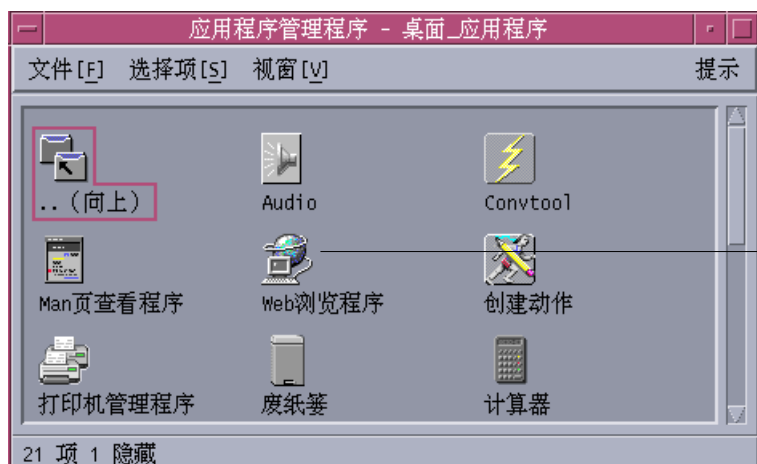 应用程序管理程序 - 桌面_应用程序
文件[F] 选择项[S] 视窗[V] 提示
..(向上) Audio Convtool
Man页查看程序 Web浏览程序 创建动作
打印机管理程序 废纸篓 计算器
21 项 1 隐藏